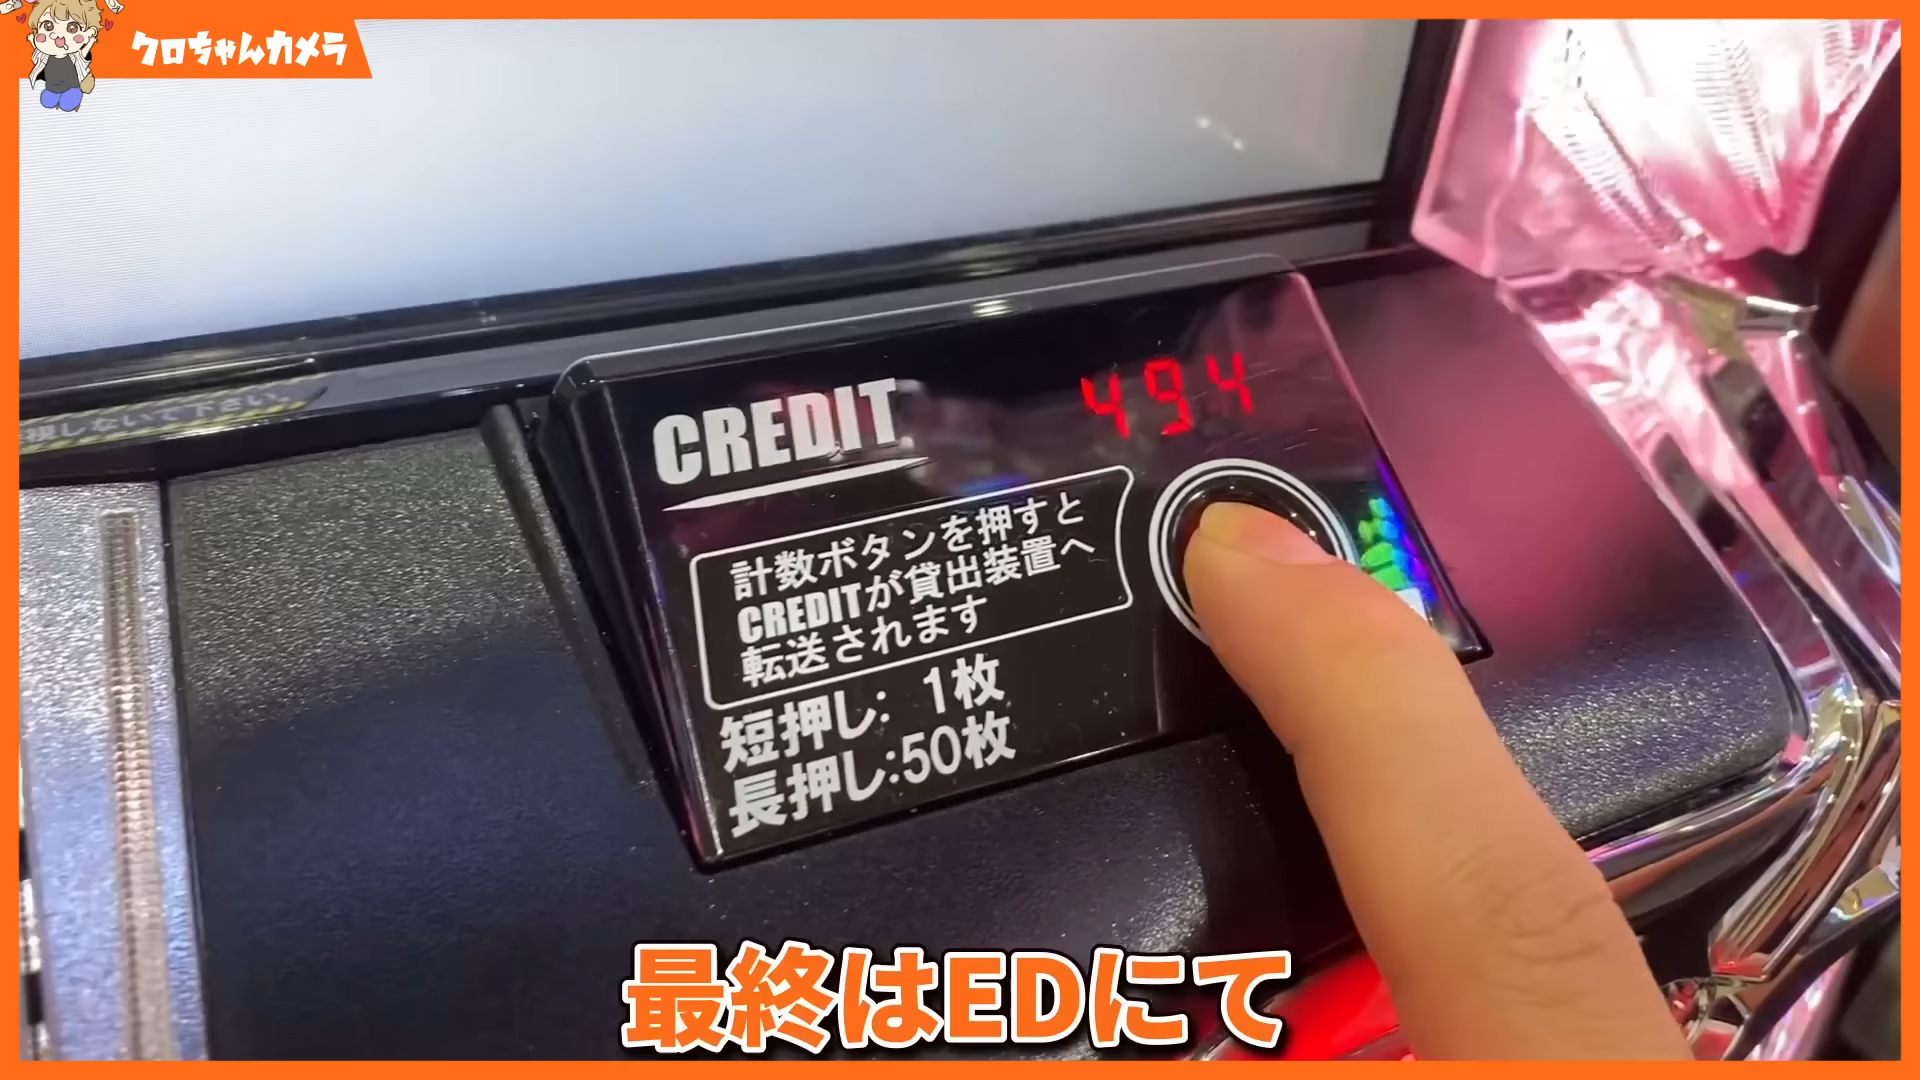 クロちゃんカメラ
視しないで下さい。
CREDIT
494
計数ボタンを押すと
CREDITが貸出装置へ
転送されます
短押し: 1枚
長押し:50枚
最終はEDにて